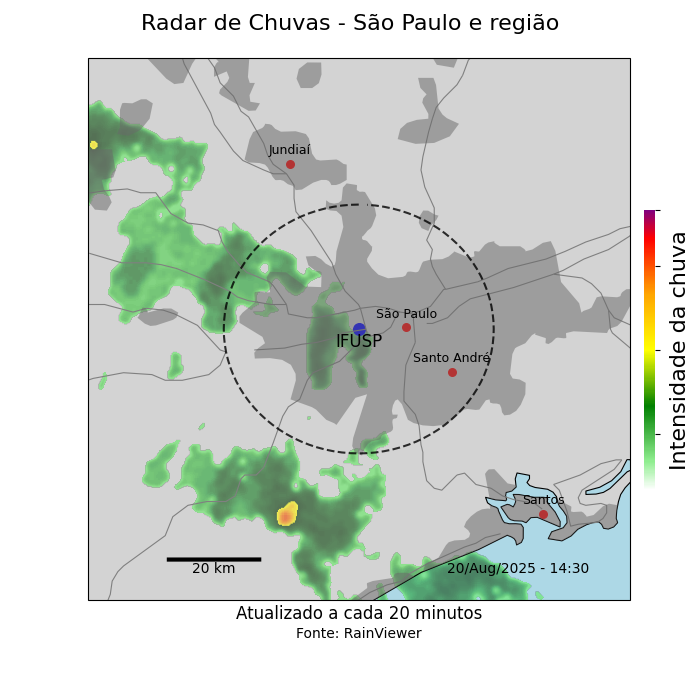 Radar de Chuvas - São Paulo e região
Jundiaí
São Paulo
IFUSP
Santo André
Santos
20 km
20/Aug/2025 - 14:30
Intensidade da chuva
Atualizado a cada 20 minutos
Fonte: RainViewer